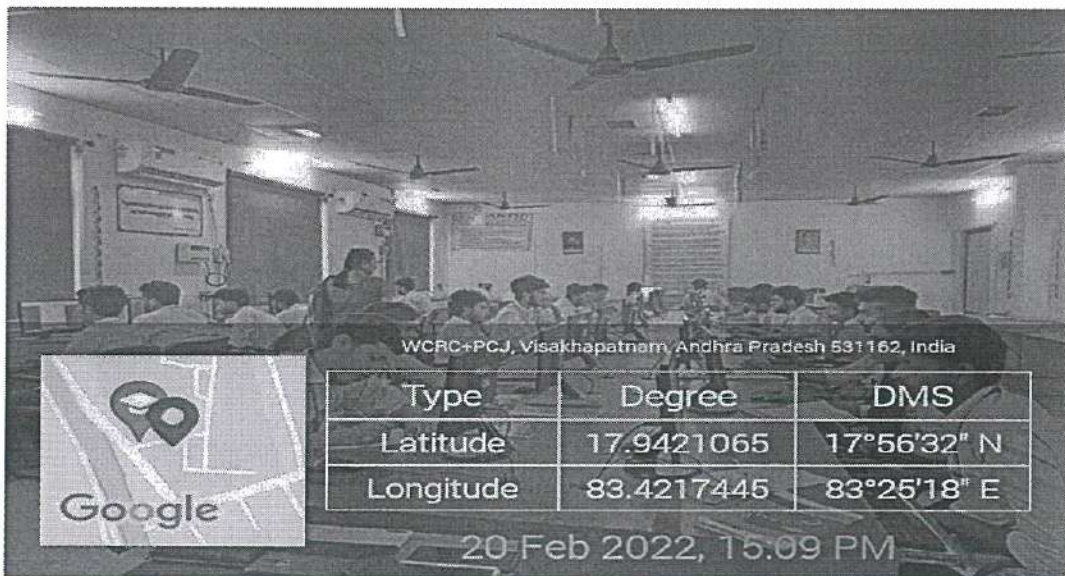 WCRC+PCJ, Visakhapatnam, Andhra Pradesh 531162, India
Type Degree DMS
Latitude 17.9421065 17°56'32" N
Longitude 83.4217445 83°25'18" E
Google
20 Feb 2022, 15:09 PM